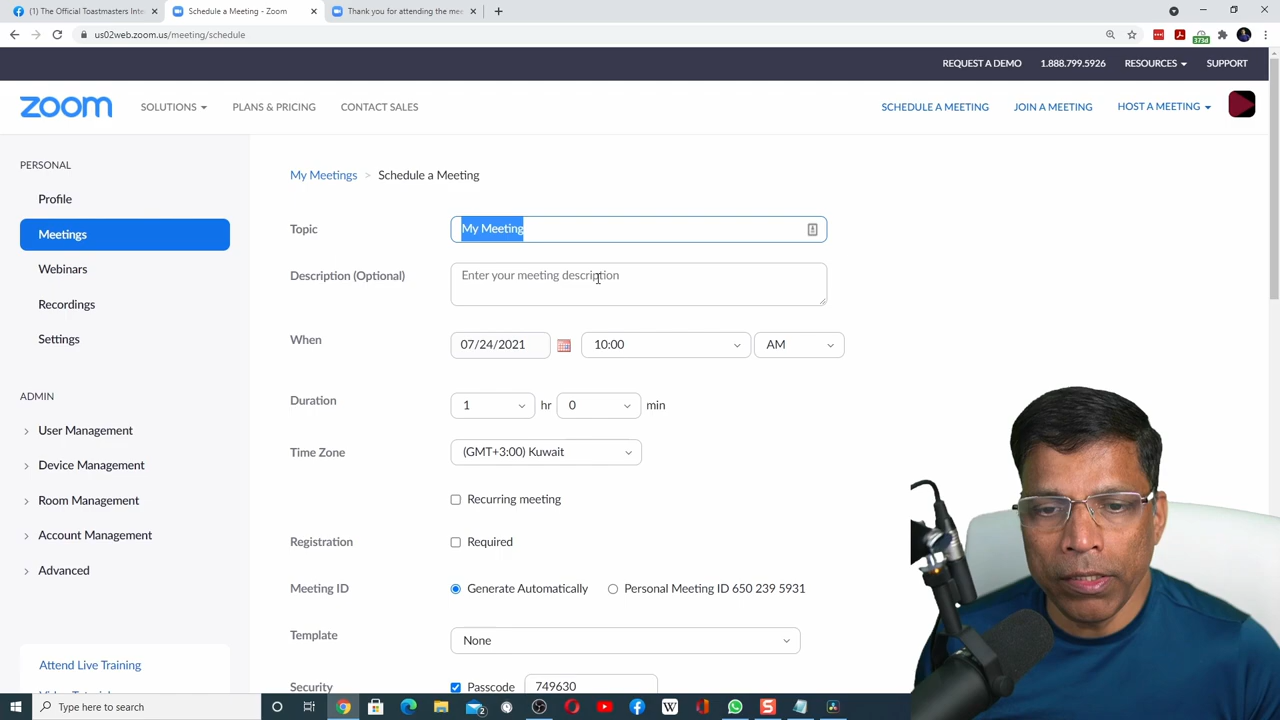 (1) The Official Toastmasters Inte
Schedule a Meeting - Zoom
Thank you for attending the mee
us02web.zoom.us/meeting/schedule
373d
REQUEST A DEMO 1.888.799.5926 RESOURCES SUPPORT
zoom SOLUTIONS PLANS & PRICING CONTACT SALES SCHEDULE A MEETING JOIN A MEETING HOST A MEETING
PERSONAL
Profile
Meetings
Webinars
Recordings
Settings
ADMIN
User Management
Device Management
Room Management
Account Management
Advanced
Attend Live Training
My Meetings > Schedule a Meeting
Topic My Meeting
Description (Optional) Enter your meeting description
When 07/24/2021 10:00 AM
Duration 1 hr 0 min
Time Zone (GMT+3:00) Kuwait
Recurring meeting
Registration Required
Meeting ID Generate Automatically Personal Meeting ID 650 239 5931
Template None
Security Passcode 749630
Type here to search
2